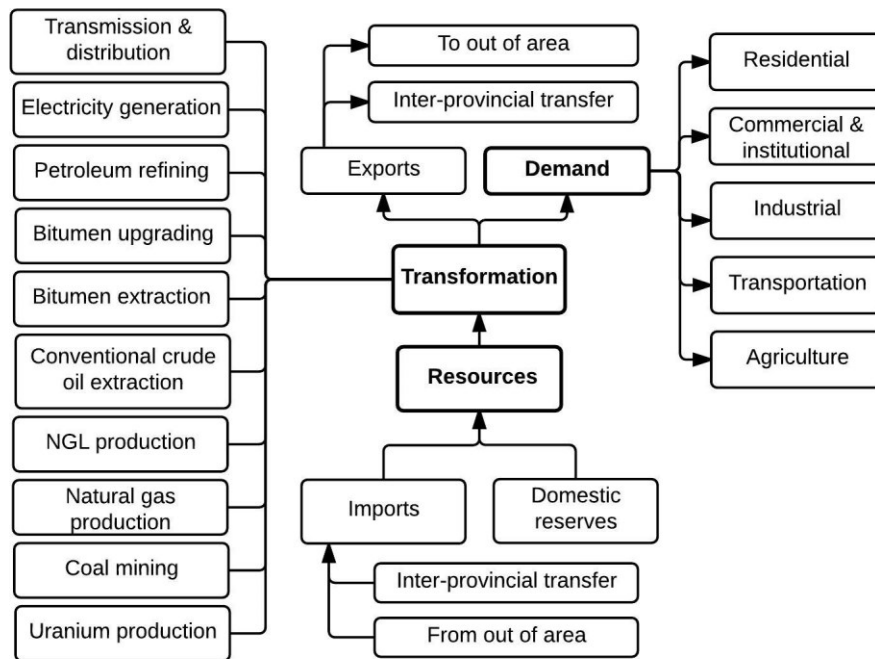 Transmission &
distribution
Electricity generation
Petroleum refining
Bitumen upgrading
Bitumen extraction
Conventional crude
oil extraction
NGL production
Natural gas
production
Coal mining
Uranium production
To out of area
Inter-provincial transfer
Exports
Demand
Transformation
Resources
Imports
Domestic
reserves
Inter-provincial transfer
From out of area
Residential
Commercial &
institutional
Industrial
Transportation
Agriculture